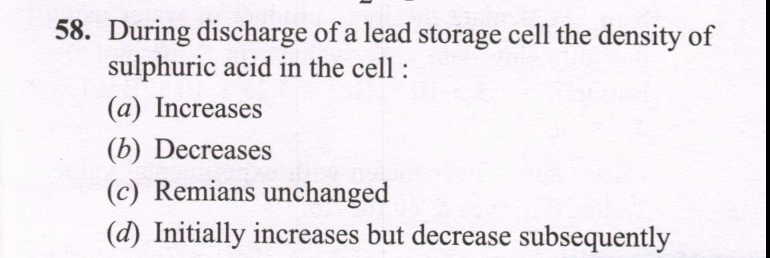 58. During discharge of a lead storage cell the density of
sulphuric acid in the cell :
(a) Increases
(b) Decreases
(c) Remians unchanged
(d) Initially increases but decrease subsequently